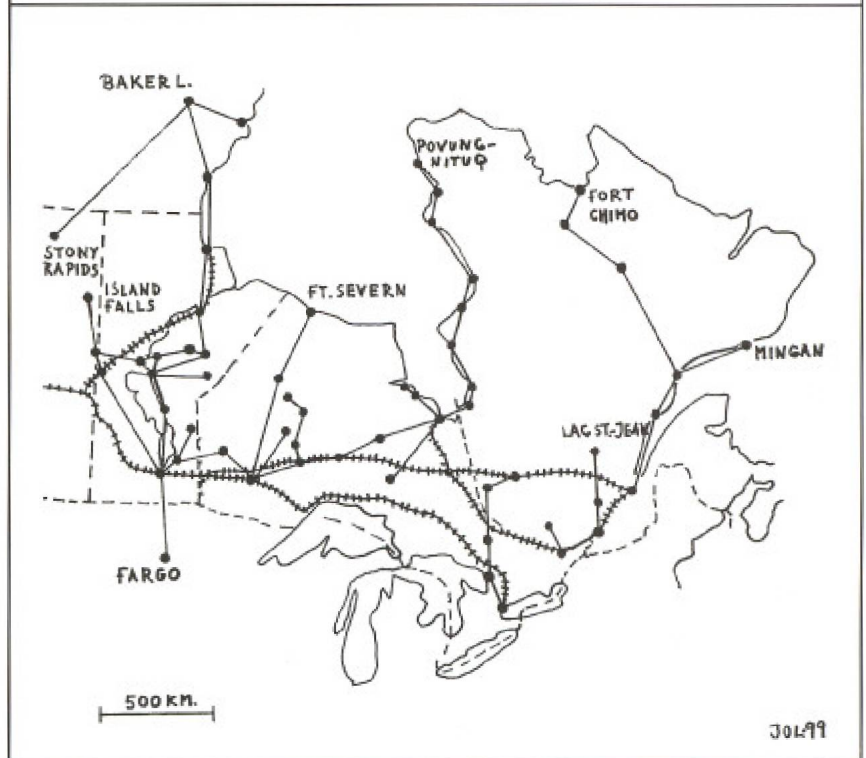 BAKER L.
POVUNG-
NITUQ
FORT
CHIMO
STONY
RAPIDS
ISLAND
FALLS
FT. SEVERN
MINGAN
LAC ST-JEAN
FARGO
500 KM.
JOL99